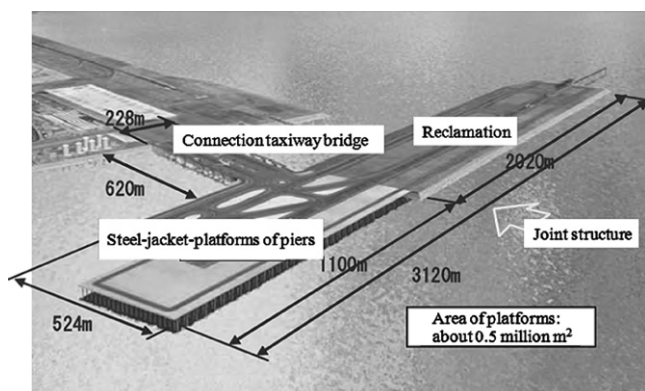 228m
Connection taxiway bridge
Reclamation
620m
2020m
Steel-jacket-platforms of piers
Joint structure
1100m
3120m
524m
Area of platforms:
about 0.5 million m²